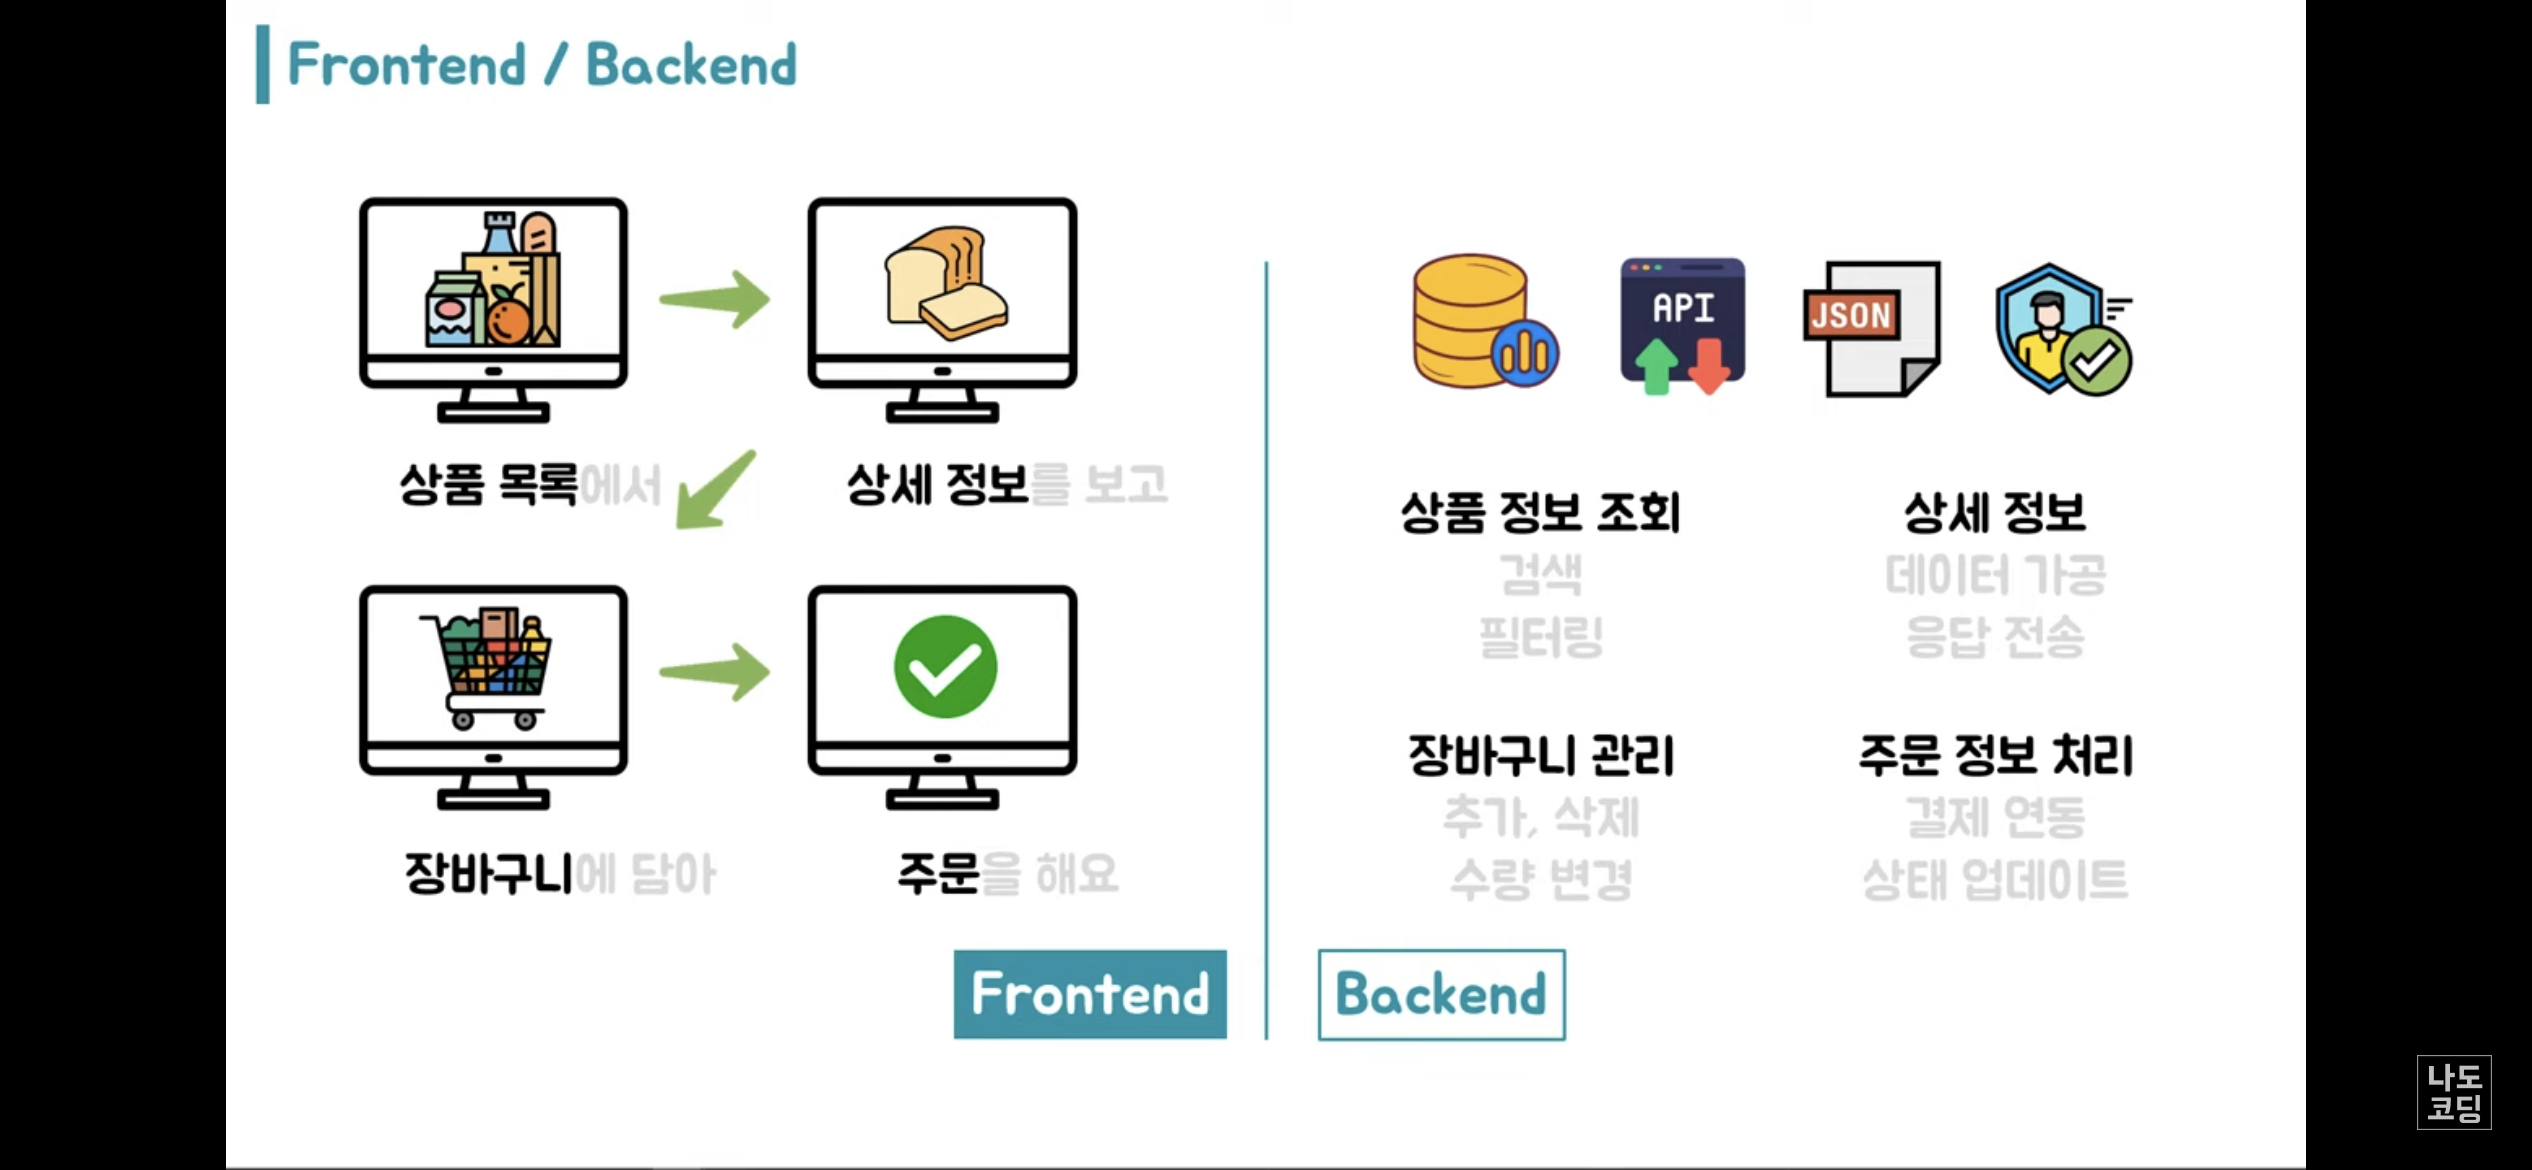 Frontend / Backend
상품 목록에서
상세 정보를 보고
장바구니에 담아
주문을 해요
Frontend
API
JSON
상품 정보 조회
검색
필터링
상세 정보
데이터 가공
응답 전송
장바구니 관리
추가, 삭제
수량 변경
주문 정보 처리
결제 연동
상태 업데이트
Backend
나도
코딩